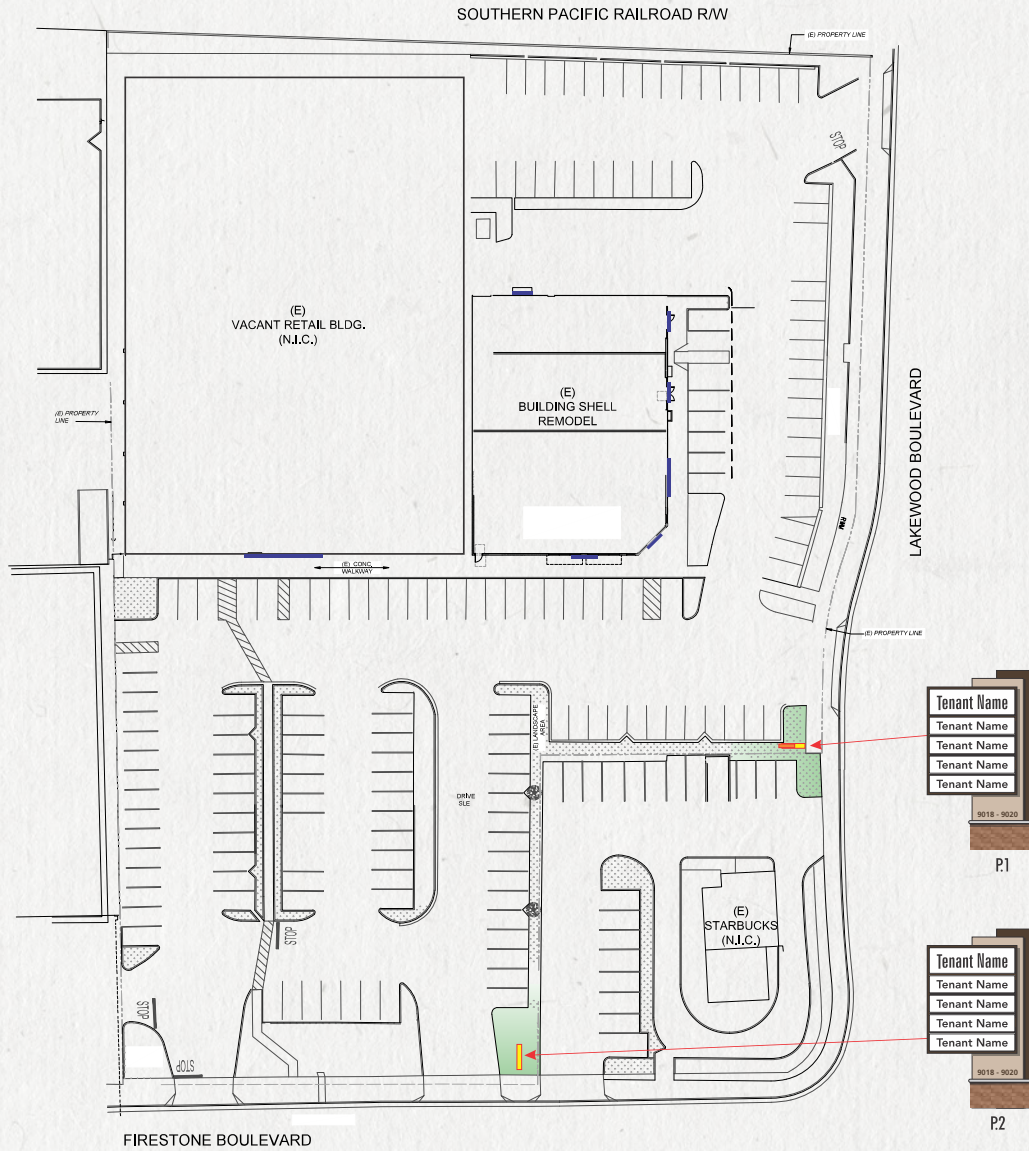 SOUTHERN PACIFIC RAILROAD R/W
(E) PROPERTY LINE
STOP
(E)
VACANT RETAIL BLDG.
(N.I.C.)
(E)
BUILDING SHELL
REMODEL
LAKEWOOD BOULEVARD
(E) PROPERTY
LINE
R/W
(E) CONC.
WALKWAY
(E) PROPERTY LINE
(E) LANDSCAPE
AREA
DRIVE
SLE
Tenant Name
Tenant Name
Tenant Name
Tenant Name
Tenant Name
9018 - 9020
P.1
(E)
STARBUCKS
(N.I.C.)
STOP
STOP
STOP
Tenant Name
Tenant Name
Tenant Name
Tenant Name
Tenant Name
9018 - 9020
P.2
FIRESTONE BOULEVARD